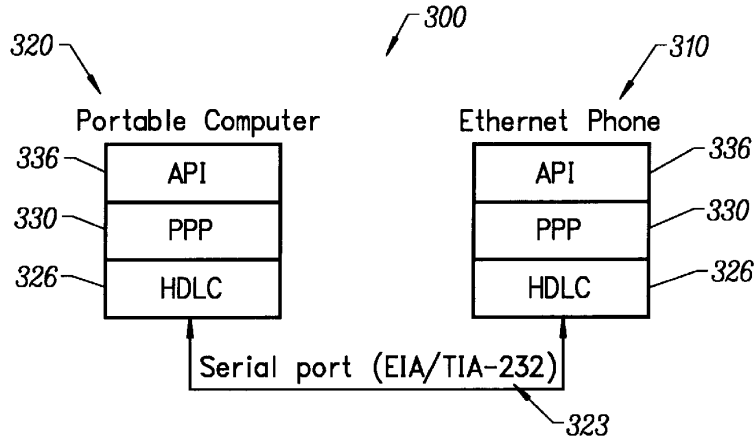 300
320
310
Portable Computer
Ethernet Phone
336
API
API
336
330
PPP
PPP
330
326
HDLC
HDLC
326
Serial port (EIA/TIA-232)
323